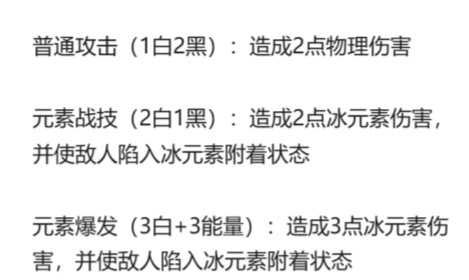 普通攻击（1白2黑）：造成2点物理伤害
元素战技（2白1黑）：造成2点冰元素伤害，
并使敌人陷入冰元素附着状态
元素爆发（3白+3能量）：造成3点冰元素伤
害，并使敌人陷入冰元素附着状态